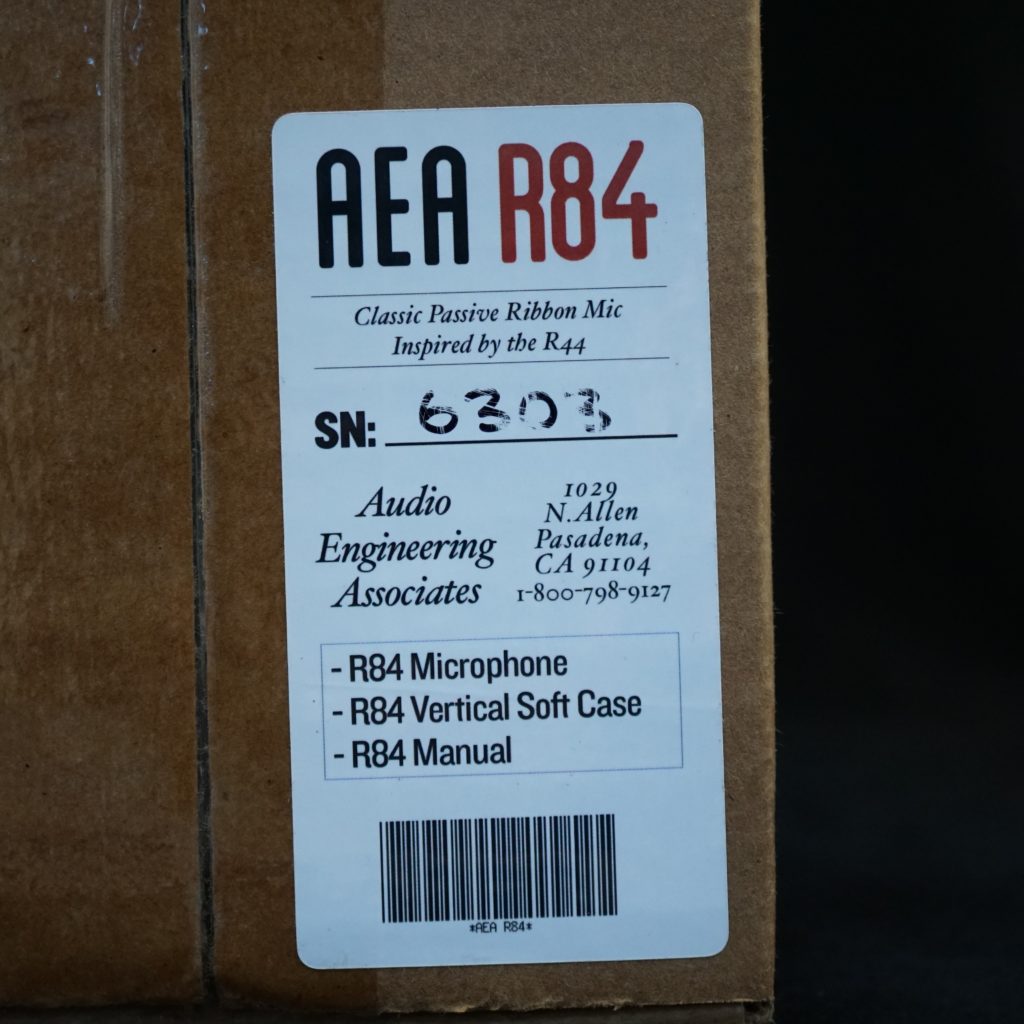 AEA R84
Classic Passive Ribbon Mic
Inspired by the R44
SN: 6303
Audio
Engineering
Associates
1029
N.Allen
Pasadena,
CA 91104
1-800-798-9127
- R84 Microphone
- R84 Vertical Soft Case
- R84 Manual
*AEA R84*